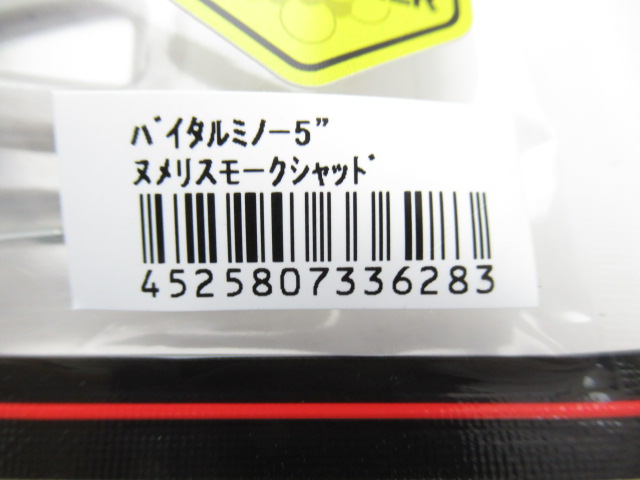 ﾊﾞｲﾀﾙﾐﾉｰ5”
ﾇﾒﾘｽﾓｰｸｼｬｯﾄﾞ
4525807336283